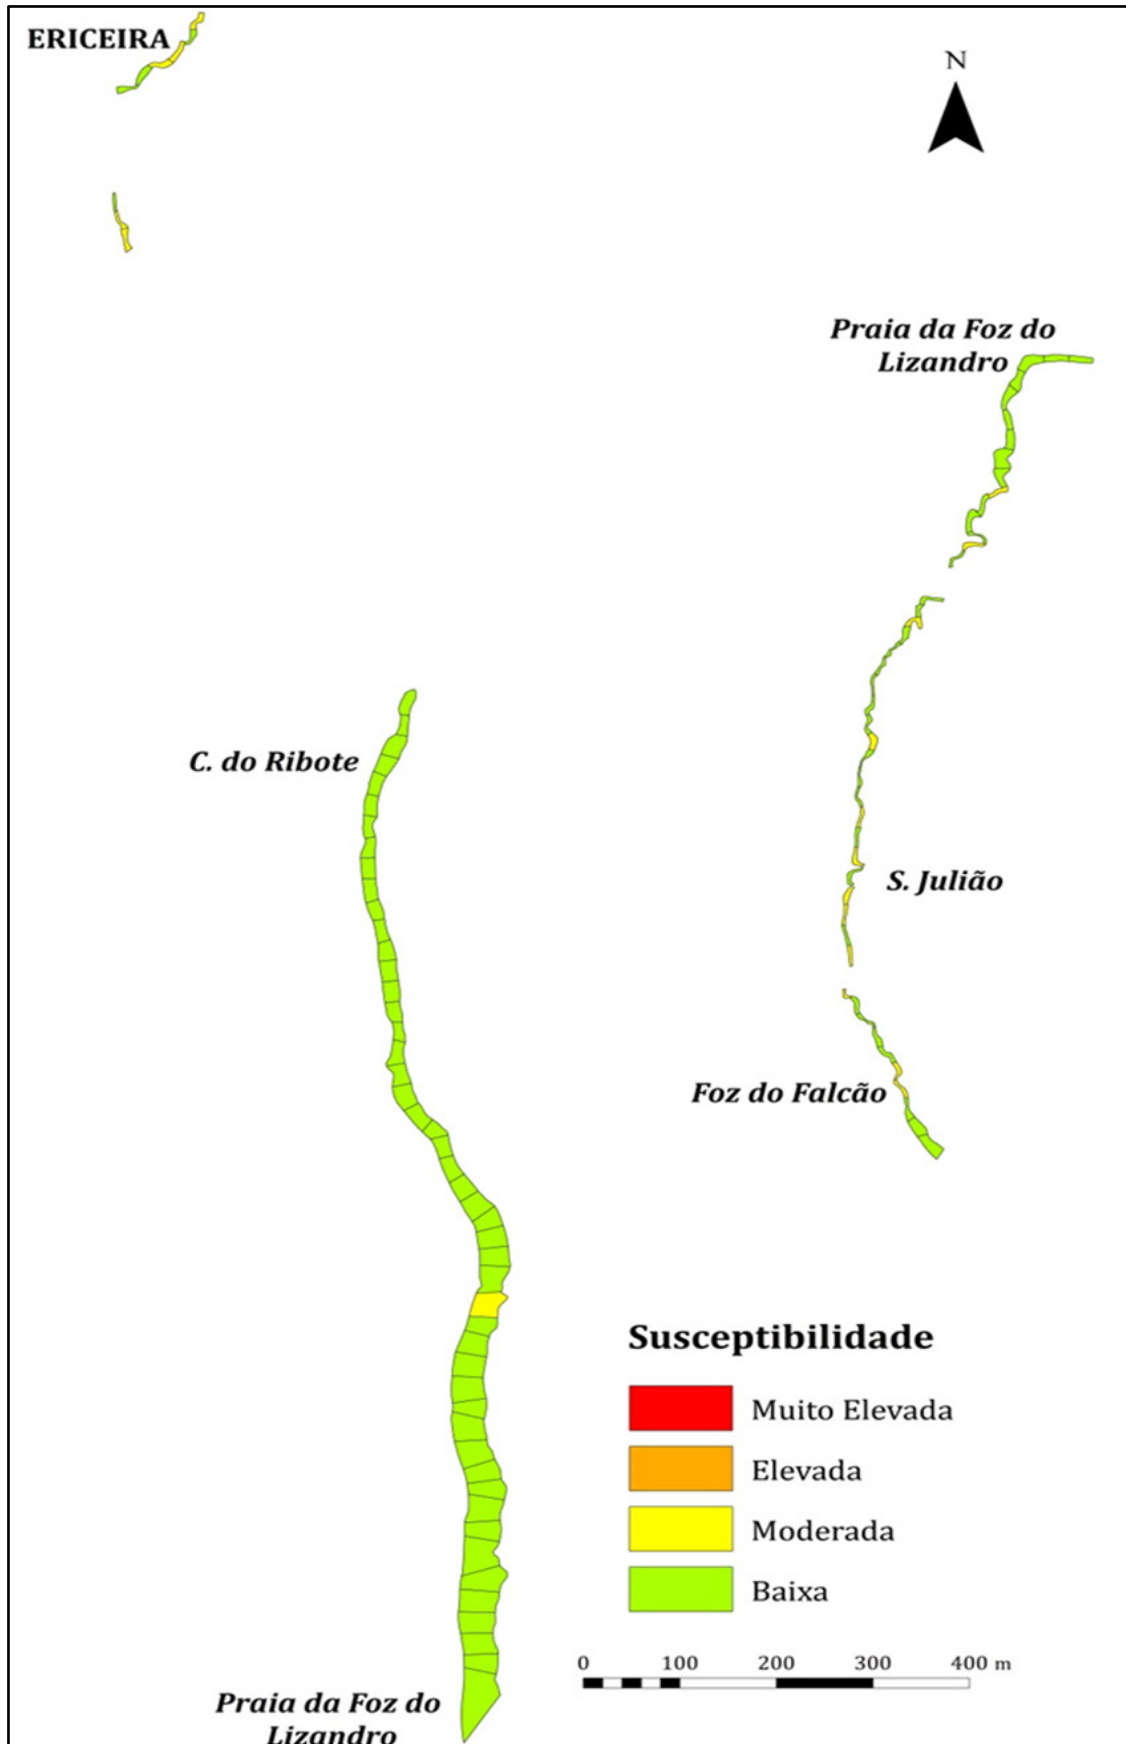 ERICEIRA
N
Praia da Foz do
Lizandro
C. do Ribote
S. Julião
Foz do Falcão
Susceptibilidade
Muito Elevada
Elevada
Moderada
Baixa
0 100 200 300 400 m
Praia da Foz do
Lizandro